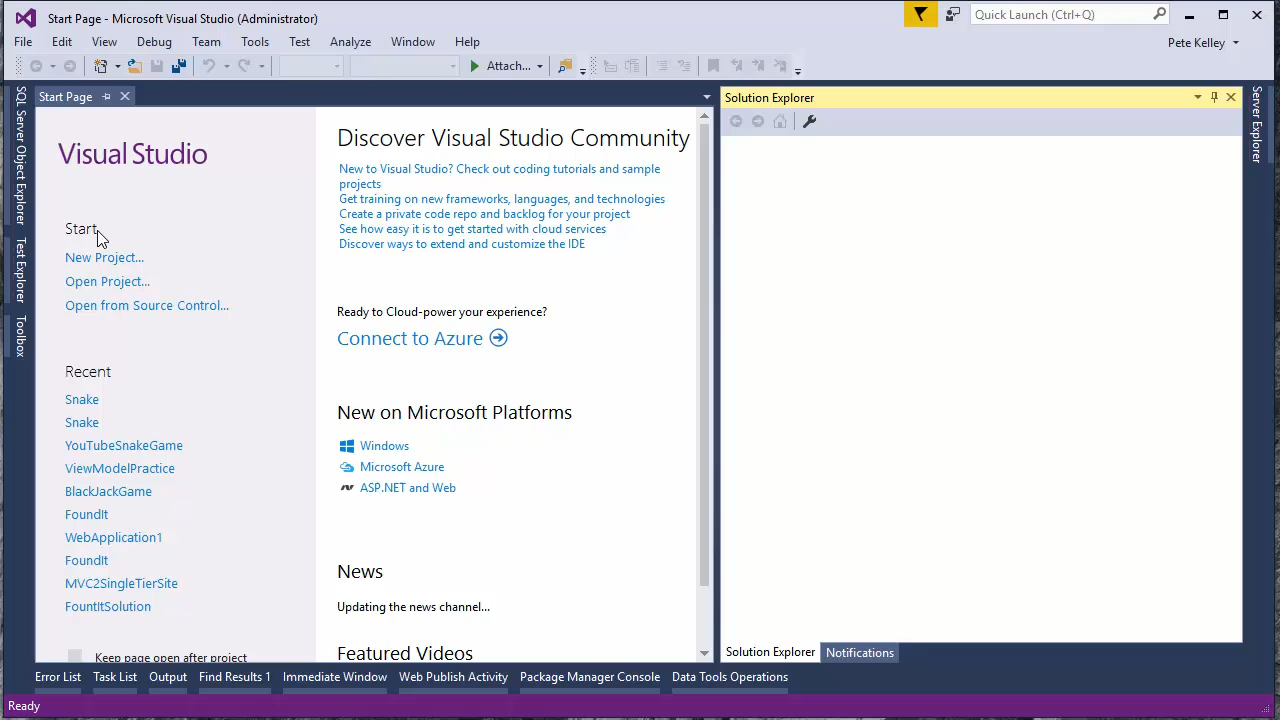 Start Page - Microsoft Visual Studio (Administrator)
Quick Launch (Ctrl+Q)
File Edit View Debug Team Tools Test Analyze Window Help
Pete Kelley
Attach...
SQL Server Object Explorer
Test Explorer
Toolbox
Start Page
Visual Studio
Start
New Project...
Open Project...
Open from Source Control...
Recent
Snake
Snake
YouTubeSnakeGame
ViewModelPractice
BlackJackGame
FoundIt
WebApplication1
FoundIt
MVC2SingleTierSite
FountItSolution
Keep page open after project
Discover Visual Studio Community
New to Visual Studio? Check out coding tutorials and sample
projects
Get training on new frameworks, languages, and technologies
Create a private code repo and backlog for your project
See how easy it is to get started with cloud services
Discover ways to extend and customize the IDE
Ready to Cloud-power your experience?
Connect to Azure
New on Microsoft Platforms
Windows
Microsoft Azure
ASP.NET and Web
News
Updating the news channel...
Featured Videos
Solution Explorer
Server Explorer
Solution Explorer Notifications
Error List Task List Output Find Results 1 Immediate Window Web Publish Activity Package Manager Console Data Tools Operations
Ready